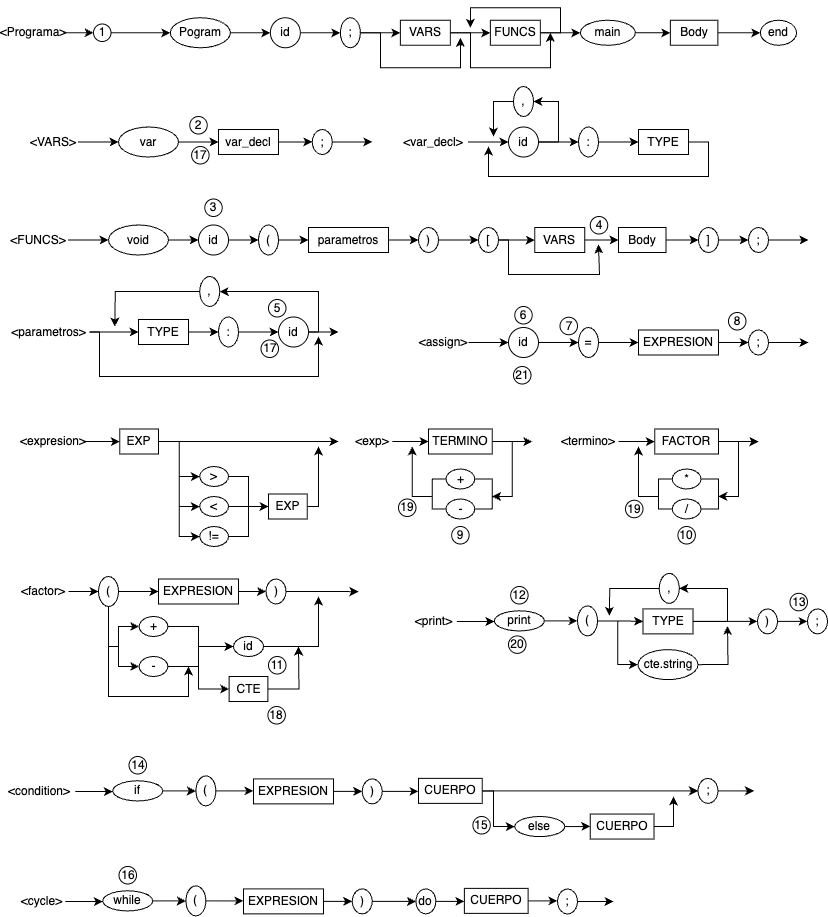 <Programa> 1 Pogram id ; VARS FUNCS main Body end
,
2
<VARS> var var_decl ; <var_decl> id : TYPE
17
3
4
<FUNCS> void id ( parametros ) [ VARS Body ] ;
,
5 6 7 8
<parametros> TYPE : id <assign> id = EXPRESION ;
17
21
<expresion> EXP <exp> TERMINO <termino> FACTOR
> + *
< EXP 19 - 19 /
!= 9 10
,
<factor> ( EXPRESION ) 12 13
<print> print ( TYPE ) ;
+ 20
id
- 11 cte.string
CTE
18
14
<condition> if ( EXPRESION ) CUERPO ;
15 else CUERPO
16
<cycle> while ( EXPRESION ) do CUERPO ;